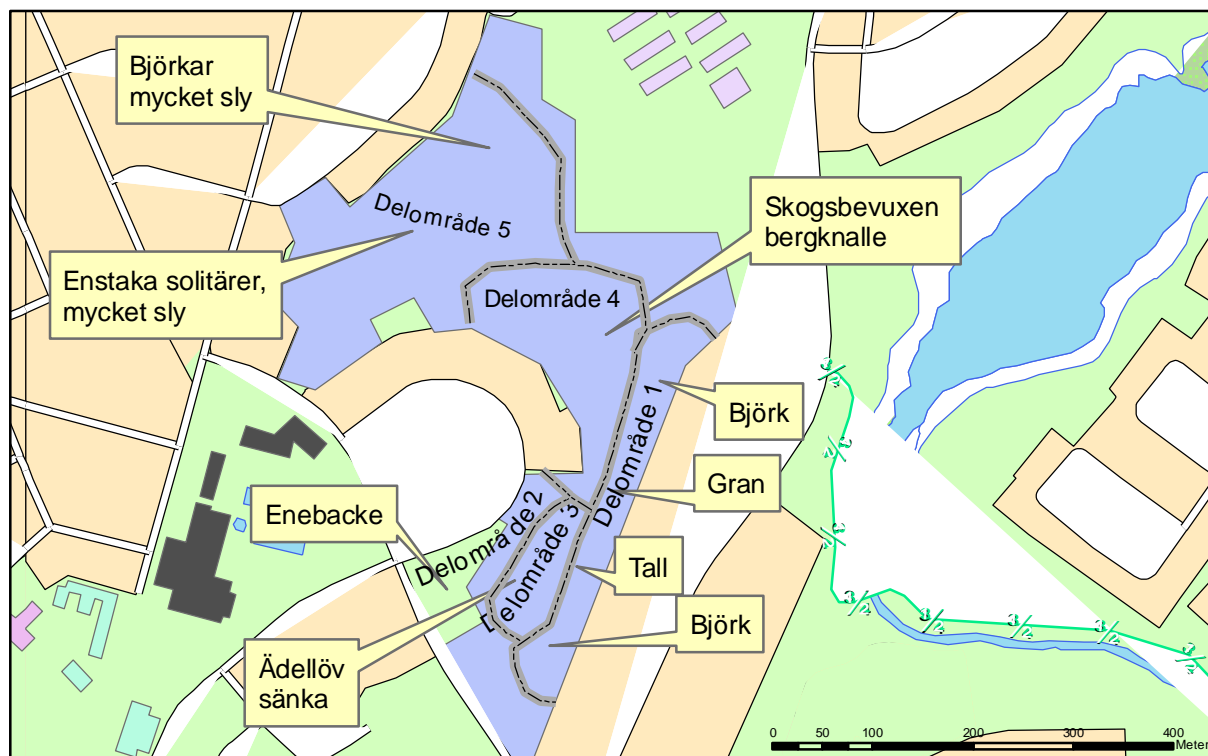 Björkar
mycket sly
Delområde 5
Skogsbevuxen
bergknalle
Enstaka solitärer,
mycket sly
Delområde 4
Björk
Delområde 1
Gran
Enebacke
Delområde 2
Delområde 3
Tall
Björk
Ädellöv
sänka
0 50 100 200 300 400
Meter